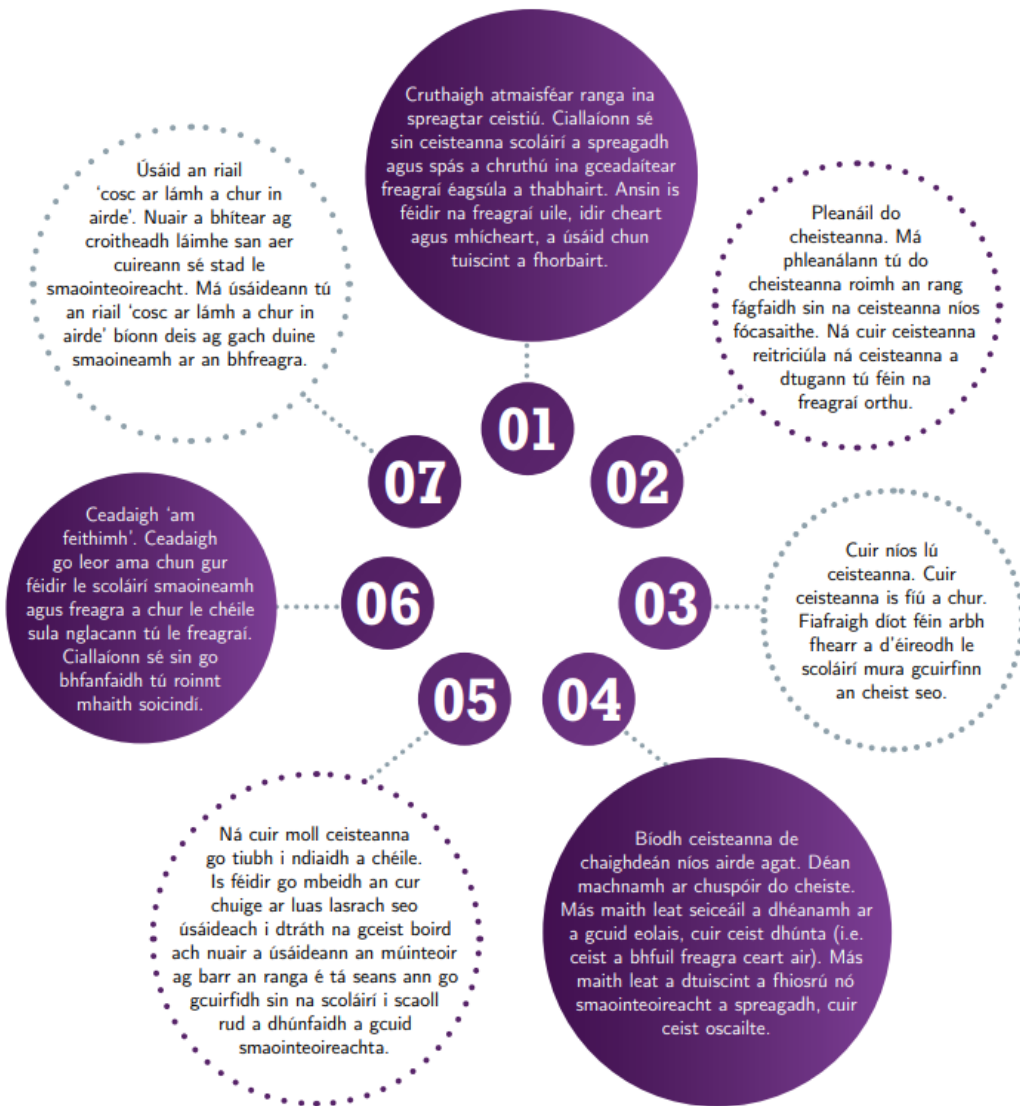 Cruthaigh atmaisféar ranga ina
spreagtar ceistiú. Ciallaíonn sé
sin ceisteanna scoláirí a spreagadh
agus spás a chruthú ina gceadaítear
freagraí éagsúla a thabhairt. Ansin is
féidir na freagraí uile, idir cheart
agus mhícheart, a úsáid chun
tuiscint a fhorbairt.
01
Pleanáil do
cheisteanna. Má
phleanálann tú do
cheisteanna roimh an rang
fágfaidh sin na ceisteanna níos
fócasaithe. Ná cuir ceisteanna
reitriciúla ná ceisteanna a
dtugann tú féin na
freagraí orthu.
02
Cuir níos lú
ceisteanna. Cuir
ceisteanna is fiú a chur.
Fiafraigh díot féin arbh
fhearr a d'éireodh le
scoláirí mura gcuirfinn
an cheist seo.
03
Bíodh ceisteanna de
chaighdeán níos airde agat. Déan
machnamh ar chuspóir do cheiste.
Más maith leat seiceáil a dhéanamh ar
a gcuid eolais, cuir ceist dhúnta (i.e.
ceist a bhfuil freagra ceart air). Más
maith leat a dtuiscint a fhiosrú nó
smaointeoireacht a spreagadh, cuir
ceist oscailte.
04
Ná cuir moll ceisteanna
go tiubh i ndiaidh a chéile.
Is féidir go mbeidh an cur
chuige ar luas lasrach seo
úsáideach i dtráth na gceist boird
ach nuair a úsáideann an múinteoir
ag barr an ranga é tá seans ann go
gcuirfidh sin na scoláirí i scaoll
rud a dhúnfaidh a gcuid
smaointeoireachta.
05
Ceadaigh 'am
feithimh'. Ceadaigh
go leor ama chun gur
féidir le scoláirí smaoineamh
agus freagra a chur le chéile
sula nglacann tú le freagraí.
Ciallaíonn sé sin go
bhfanfaidh tú roinnt
mhaith soicindí.
06
Úsáid an riail
'cosc ar lámh a chur in
airde'. Nuair a bhítear ag
croitheadh láimhe san aer
cuireann sé stad le
smaointeoireacht. Má úsáideann tú
an riail 'cosc ar lámh a chur in
airde' bíonn deis ag gach duine
smaoineamh ar an bhfreagra.
07